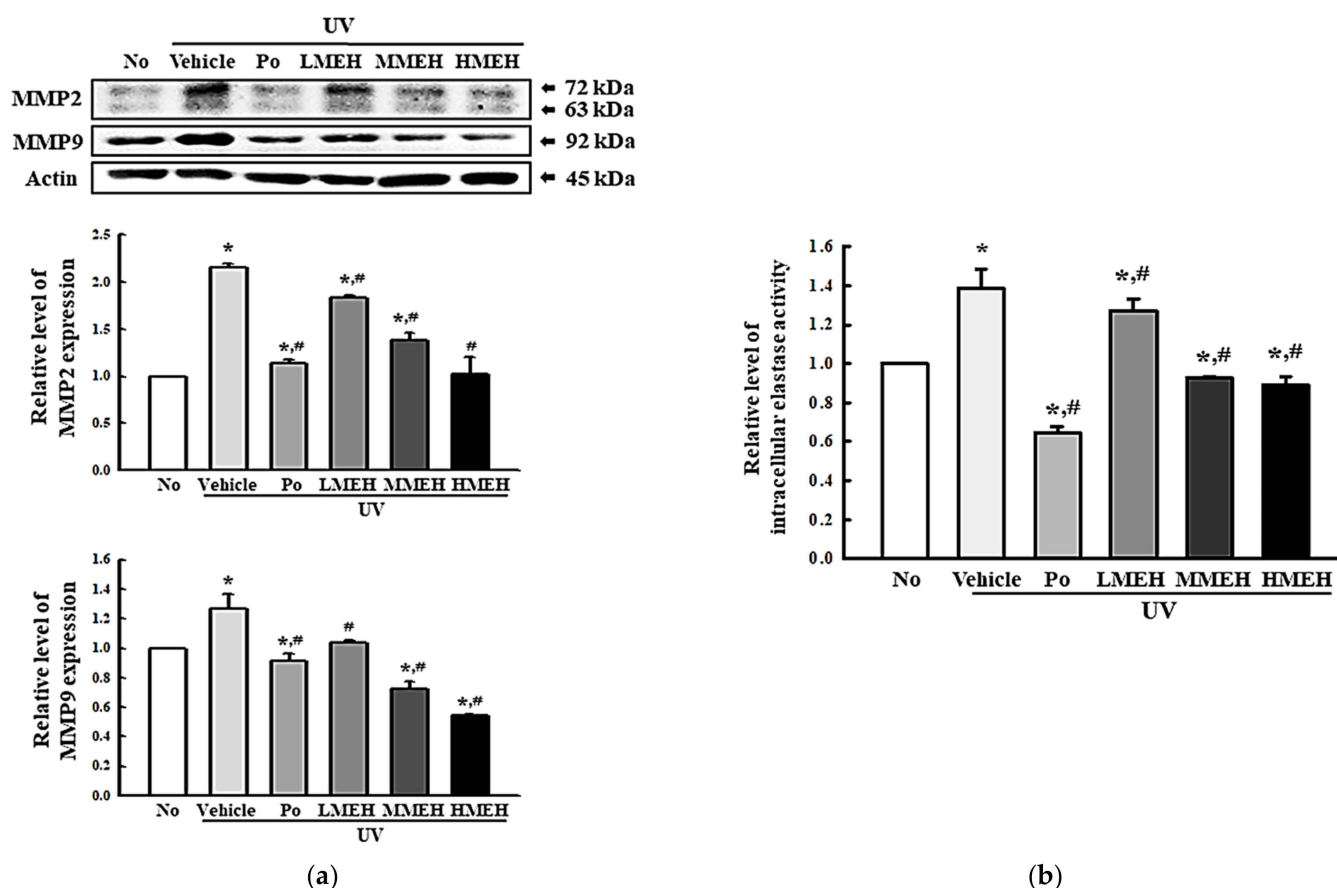 UV
No Vehicle Po LMEH MMEH HMEH
MMP2
72 kDa
63 kDa
MMP9
92 kDa
Actin
45 kDa
Relative level of
MMP2 expression
2.5
2.0
1.5
1.0
0.5
0.0
*
*,#
*,#
*,#
#
No Vehicle Po LMEH MMEH HMEH
UV
Relative level of
MMP9 expression
1.6
1.4
1.2
1.0
0.8
0.6
0.4
0.2
0.0
*
*,#
#
*,#
*,#
No Vehicle Po LMEH MMEH HMEH
UV
(a)
Relative level of
intracellular elastase activity
1.6
1.4
1.2
1.0
0.8
0.6
0.4
0.2
0.0
*
*,#
*,#
*,#
*,#
No Vehicle Po LMEH MMEH HMEH
UV
(b)